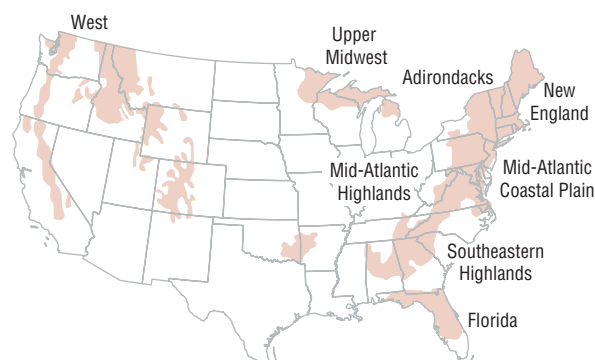 West
Upper
Midwest
Adirondacks
New
England
Mid-Atlantic
Highlands
Mid-Atlantic
Coastal Plain
Southeastern
Highlands
Florida